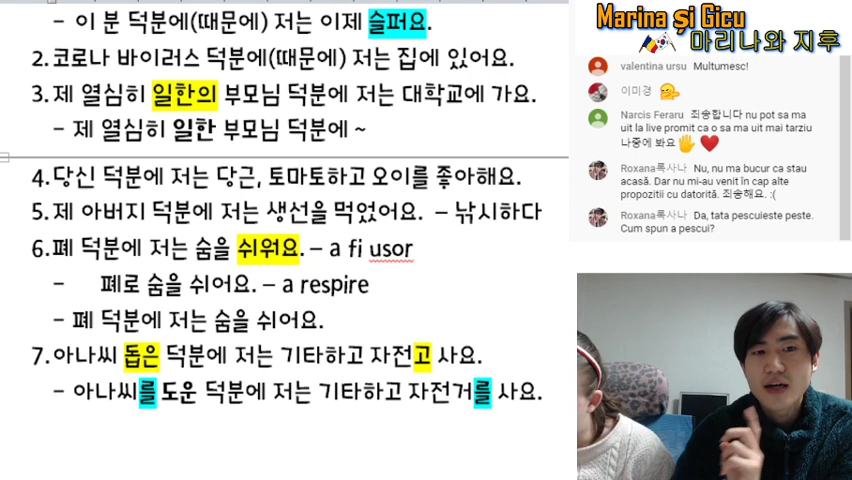 - 이 분 덕분에(때문에) 저는 이제 슬퍼요.
2. 코로나 바이러스 덕분에(때문에) 저는 집에 있어요.
3. 제 열심히 일한의 부모님 덕분에 저는 대학교에 가요.
- 제 열심히 일한 부모님 덕분에 ~
4. 당신 덕분에 저는 당근, 토마토하고 오이를 좋아해요.
5. 제 아버지 덕분에 저는 생선을 먹었어요. – 낚시하다
6. 폐 덕분에 저는 숨을 쉬워요. – a fi usor
- 폐로 숨을 쉬어요. – a respire
- 폐 덕분에 저는 숨을 쉬어요.
7. 아나씨 돕은 덕분에 저는 기타하고 자전고 사요.
- 아나씨를 도운 덕분에 저는 기타하고 자전거를 사요.
Marina și Gicu
마리나와 지후
valentina ursu Multumesc!
이미경
Narcis Feraru 죄송합니다 nu pot sa ma
uit la live promit ca o sa ma uit mai tarziu
나중에 봐요
Roxana록사나 Nu, nu ma bucur ca stau
acasă. Dar nu mi-au venit în cap alte
propozitii cu datorită. 죄송해요. :(
Roxana록사나 Da, tata pescuieste peste.
Cum spun a pescui?